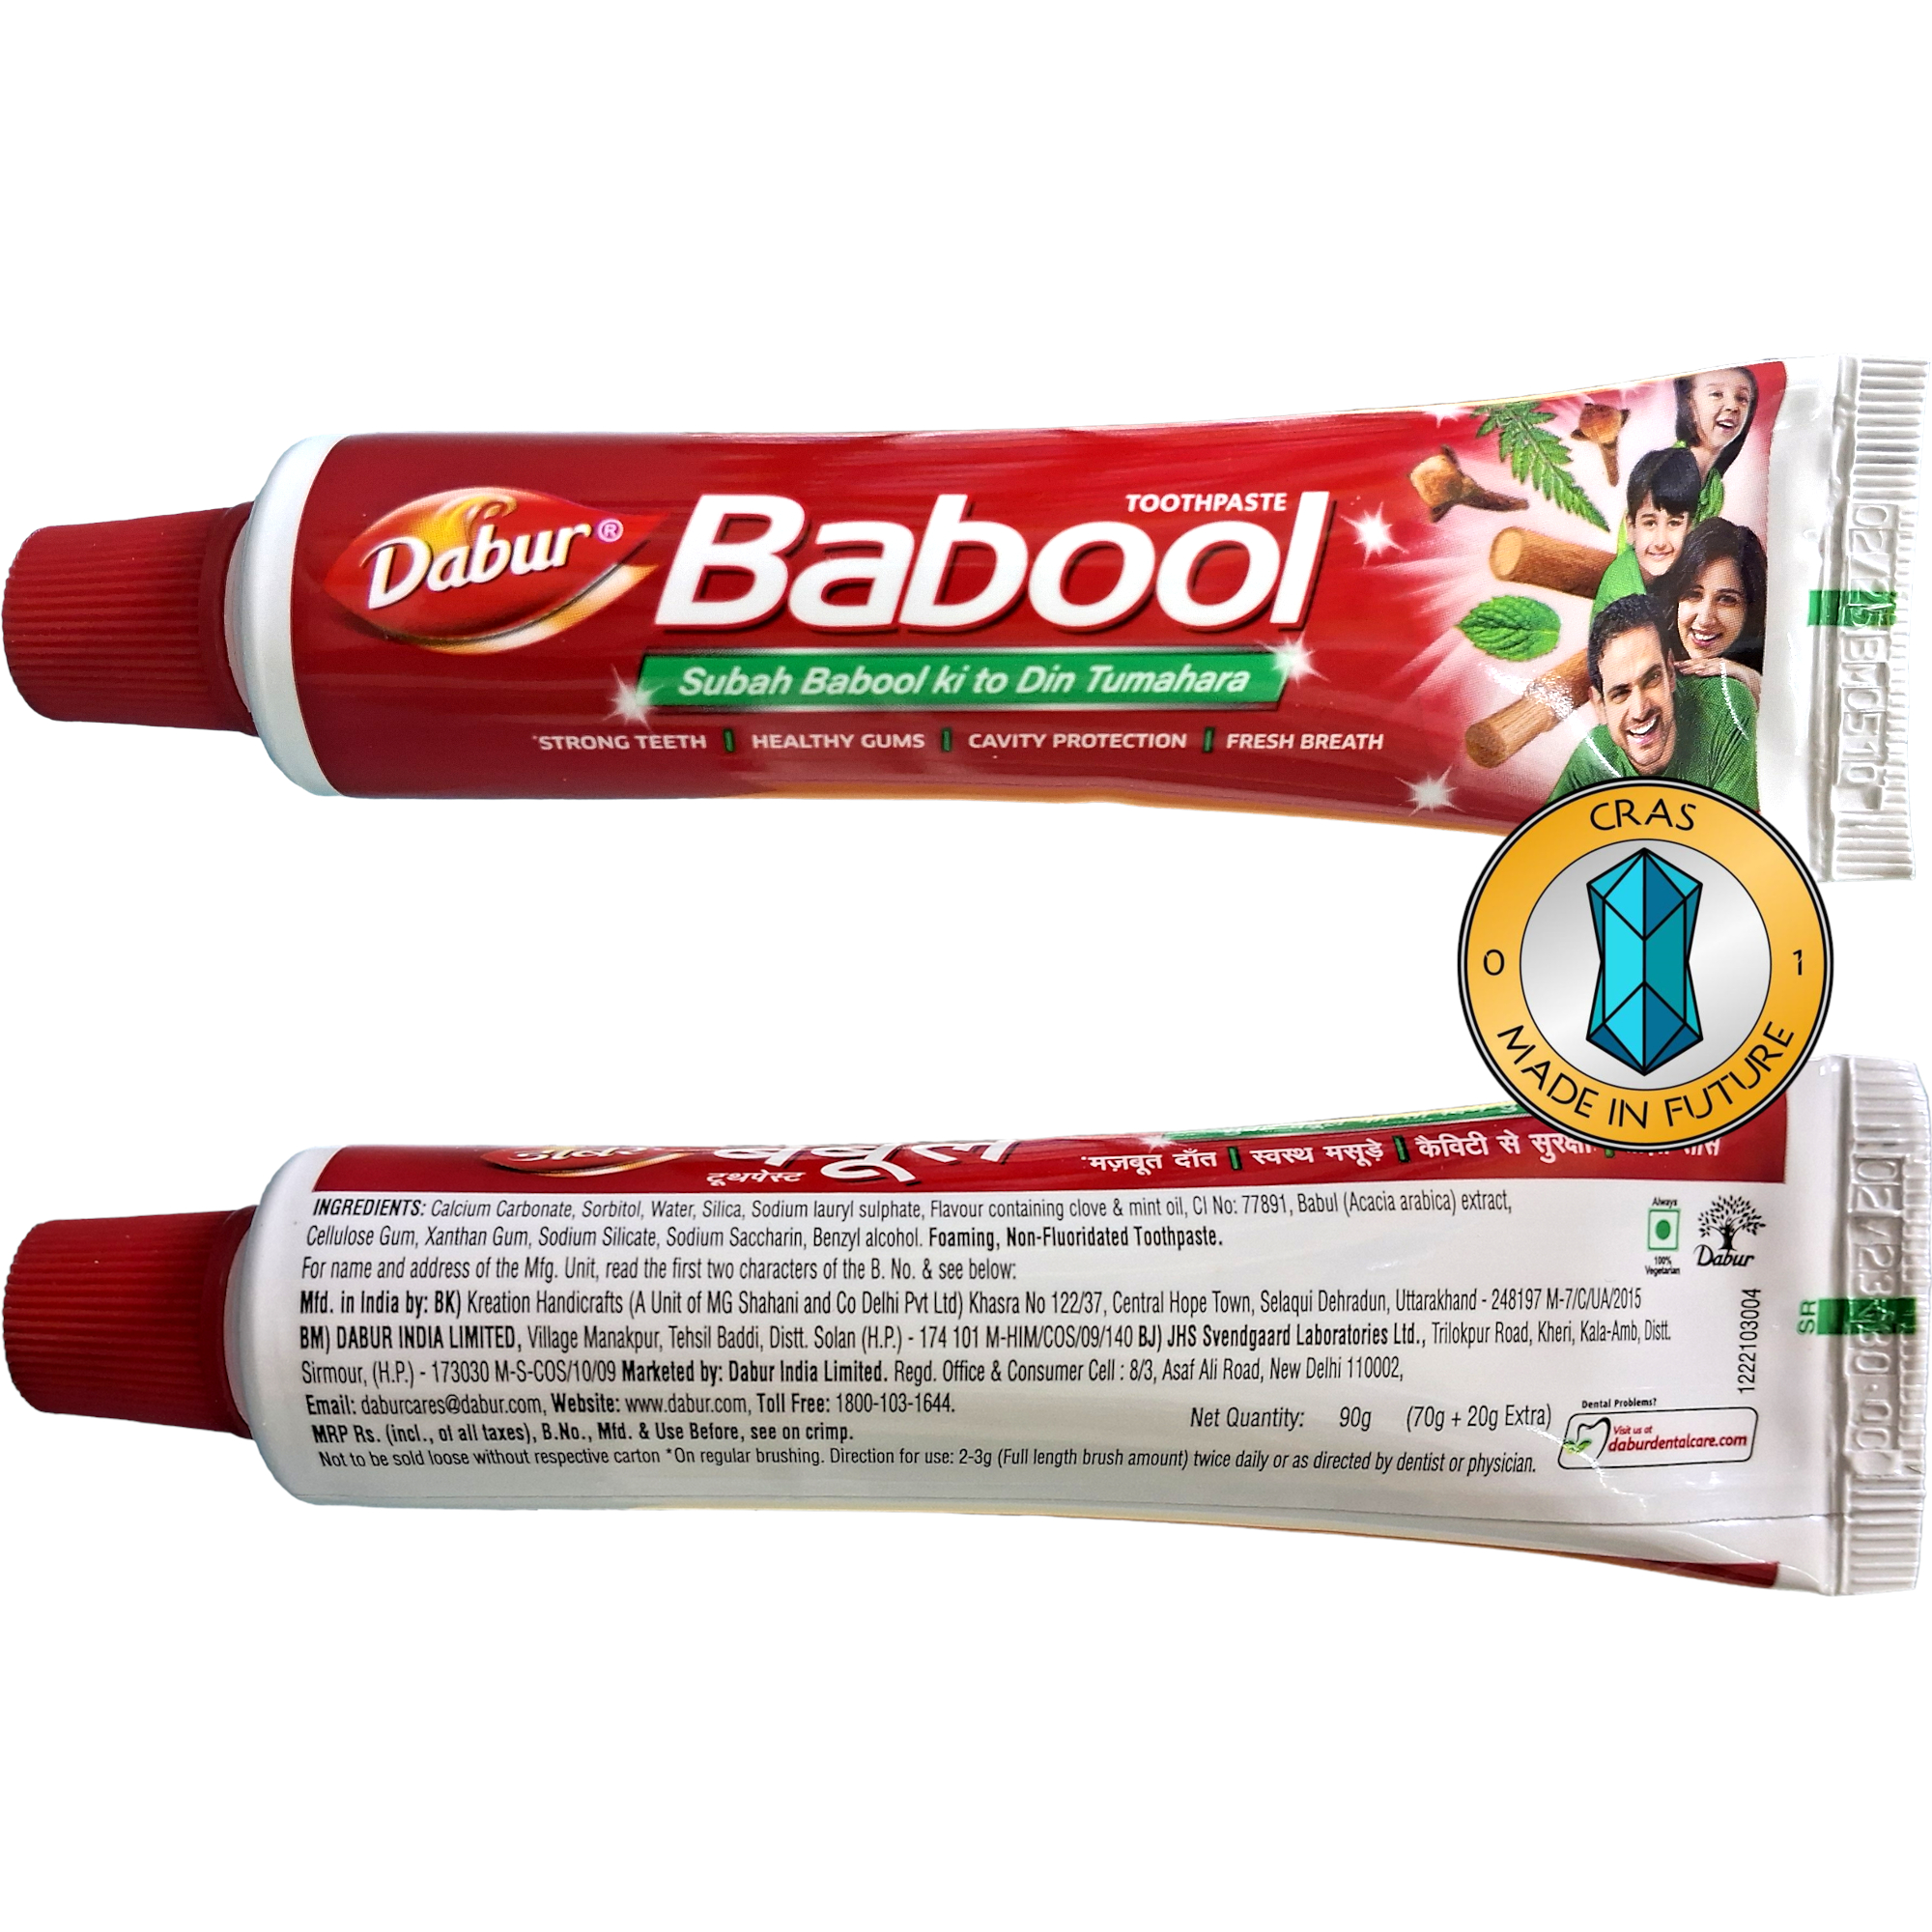 Dabur®
TOOTHPASTE
Babool
Subah Babool ki to Din Tumahara
*STRONG TEETH | HEALTHY GUMS | CAVITY PROTECTION | FRESH BREATH
CRAS
0 1
MADE IN FUTURE
टूथपेस्ट
*मज़बूत दाँत | स्वस्थ मसूड़े | कैविटी से
INGREDIENTS: Calcium Carbonate, Sorbitol, Water, Silica, Sodium lauryl sulphate, Flavour containing clove & mint oil, CI No: 77891, Babul (Acacia arabica) extract,
Cellulose Gum, Xanthan Gum, Sodium Silicate, Sodium Saccharin, Benzyl alcohol. Foaming, Non-Fluoridated Toothpaste.
For name and address of the Mfg. Unit, read the first two characters of the B. No. & see below:
Mfd. in India by: BK) Kreation Handicrafts (A Unit of MG Shahani and Co Delhi Pvt Ltd) Khasra No 122/37, Central Hope Town, Selaqui Dehradun, Uttarakhand - 248197 M-7/C/UA/2015
BM) DABUR INDIA LIMITED, Village Manakpur, Tehsil Baddi, Distt. Solan (H.P.) - 174 101 M-HIM/COS/09/140 BJ) JHS Svendgaard Laboratories Ltd., Trilokpur Road, Kheri, Kala-Amb, Distt.
Sirmour, (H.P.) - 173030 M-S-COS/10/09 Marketed by: Dabur India Limited. Regd. Office & Consumer Cell : 8/3, Asaf Ali Road, New Delhi 110002,
Email: daburcares@dabur.com, Website: www.dabur.com, Toll Free: 1800-103-1644.
MRP Rs. (incl., of all taxes), B.No., Mfd. & Use Before, see on crimp.
Net Quantity: 90g (70g + 20g Extra)
Not to be sold loose without respective carton *On regular brushing. Direction for use: 2-3g (Full length brush amount) twice daily or as directed by dentist or physician.
Always
100%
Vegetarian
Dabur
1222103004
SR
Dental Problems?
Visit us at
daburdentalcare.com